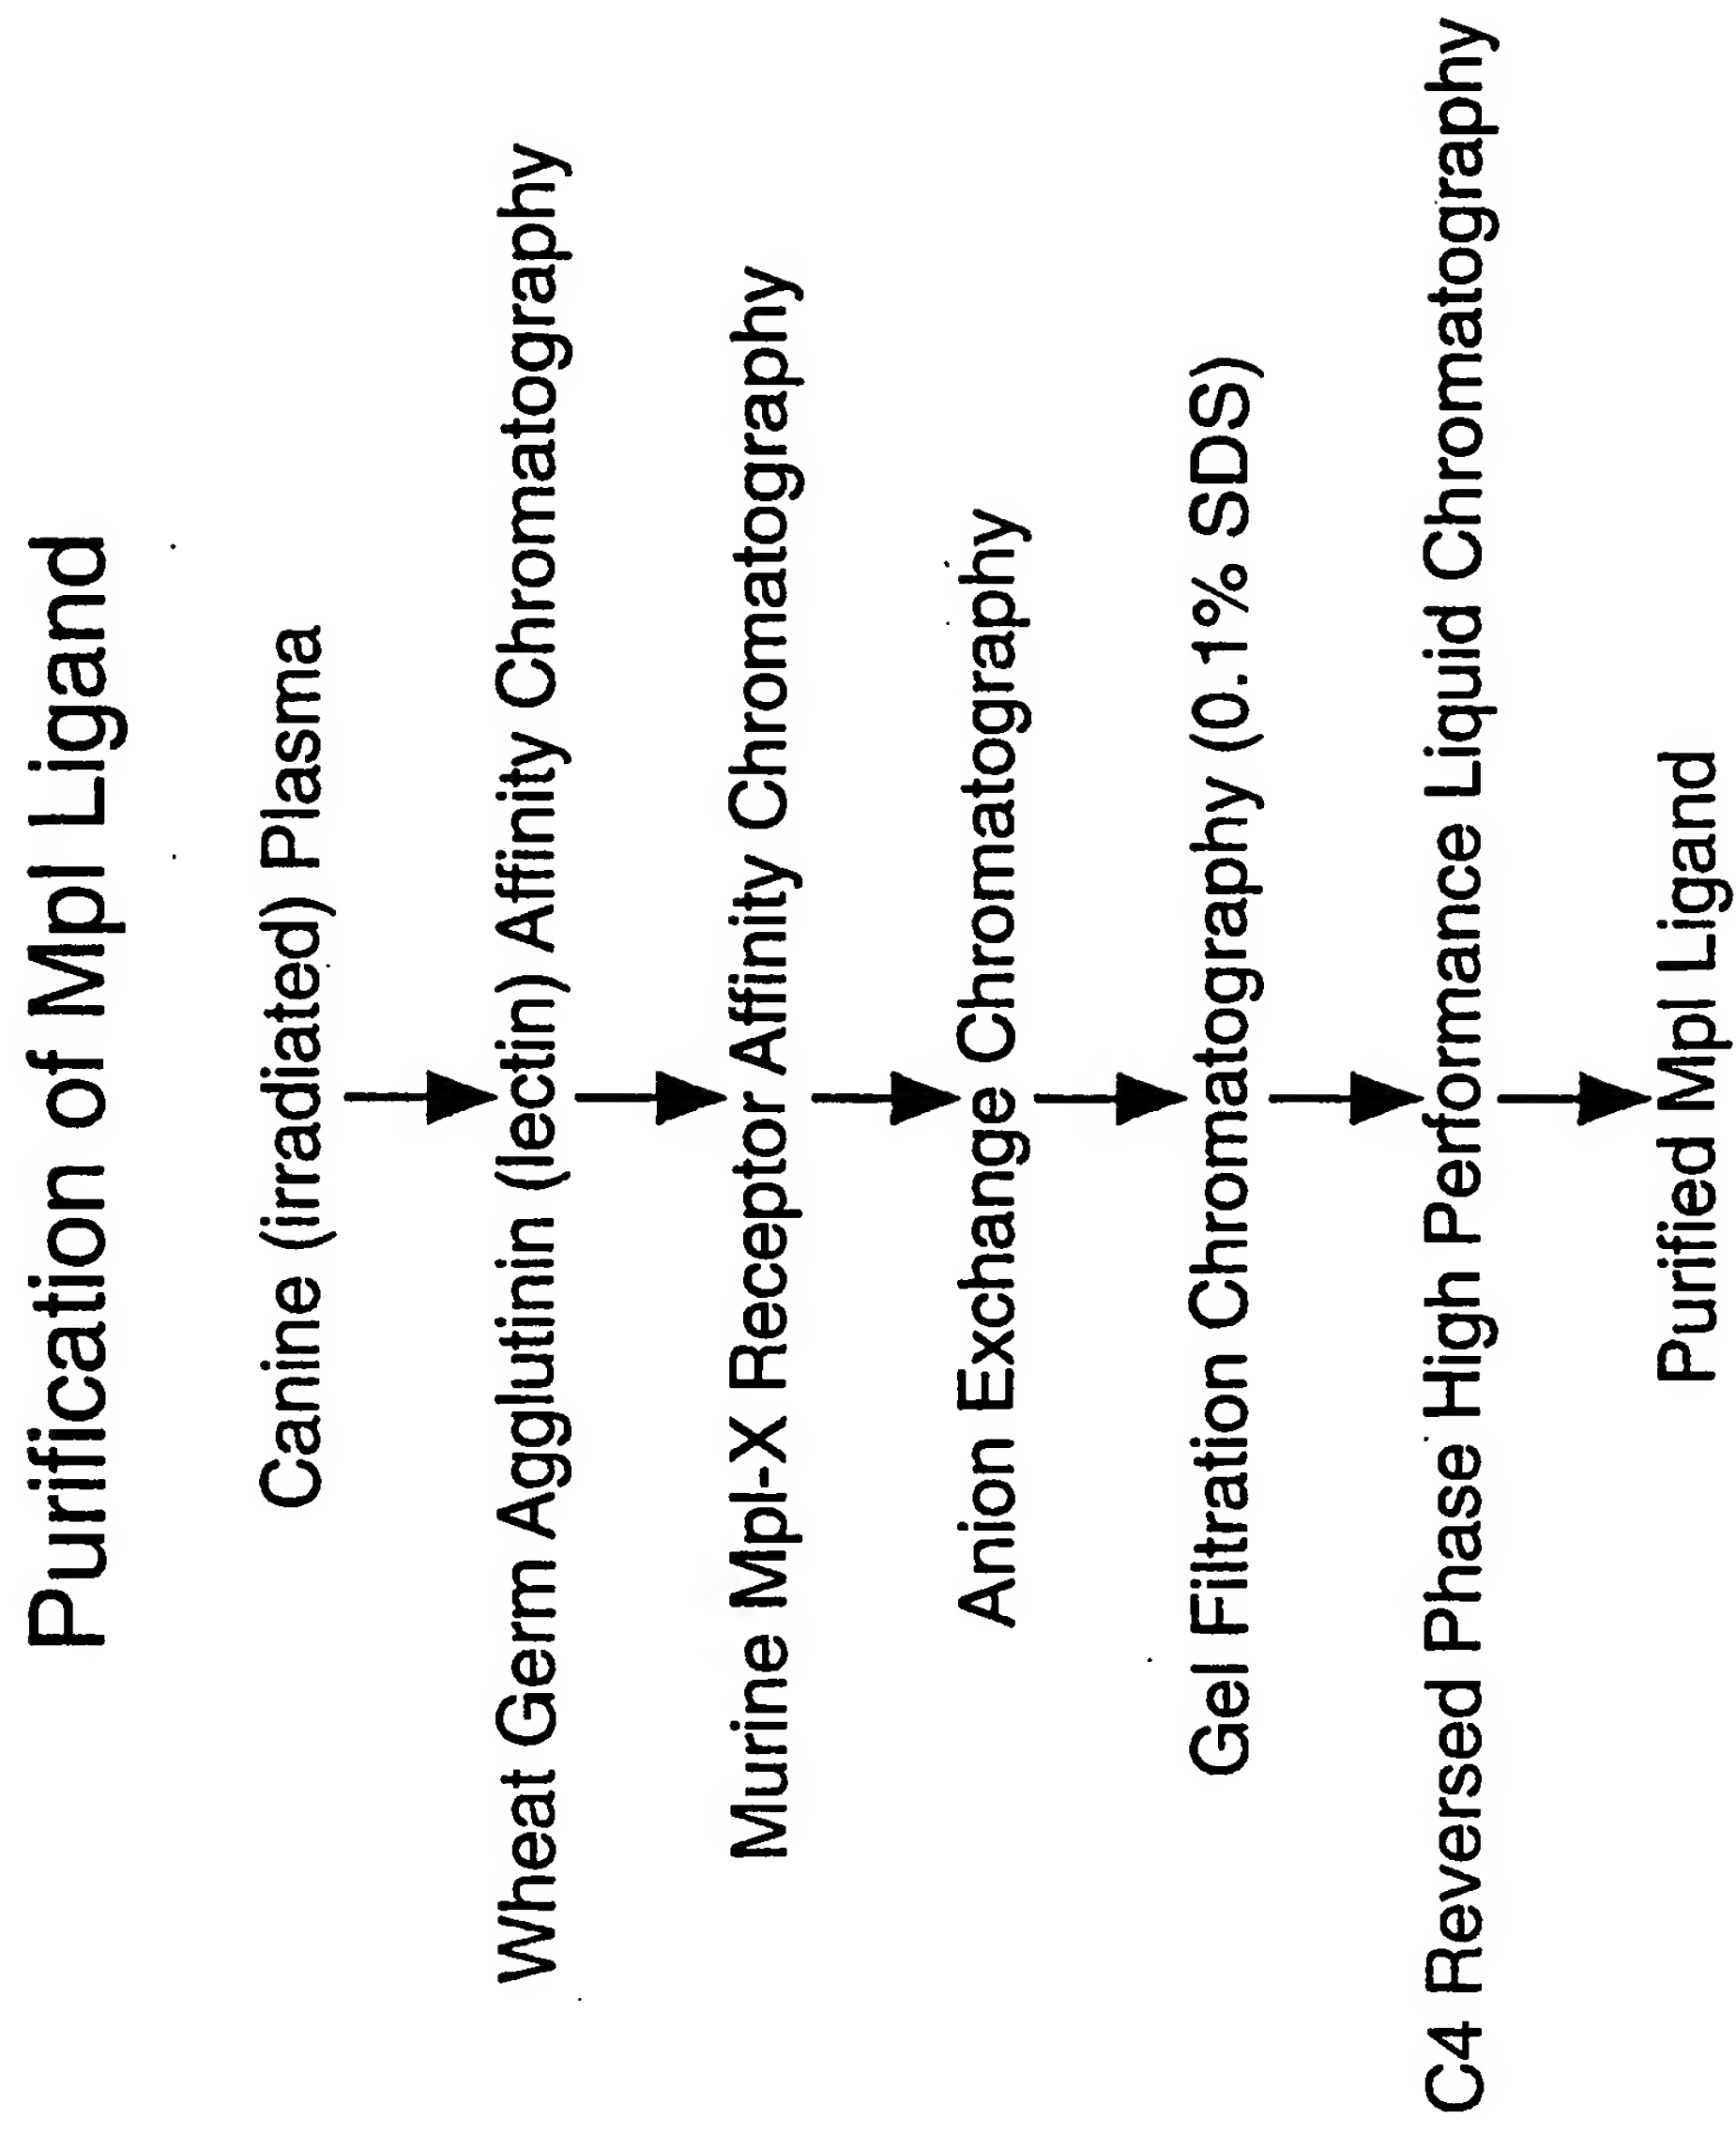 Purification of Mpl Ligand
Canine (irradiated) Plasma
Wheat Germ Agglutinin (lectin) Affinity Chromatography
Murine Mpl-X Receptor Affinity Chromatography
Anion Exchange Chromatography
Gel Filtration Chromatography (0.1% SDS)
C4 Reversed Phase High Performance Liquid Chromatography
Purified Mpl Ligand